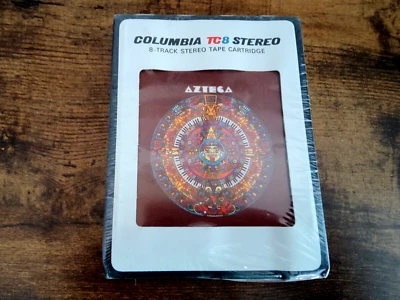 COLUMBIA TC8 STEREO
8-TRACK STEREO TAPE CARTRIDGE
AZTECA